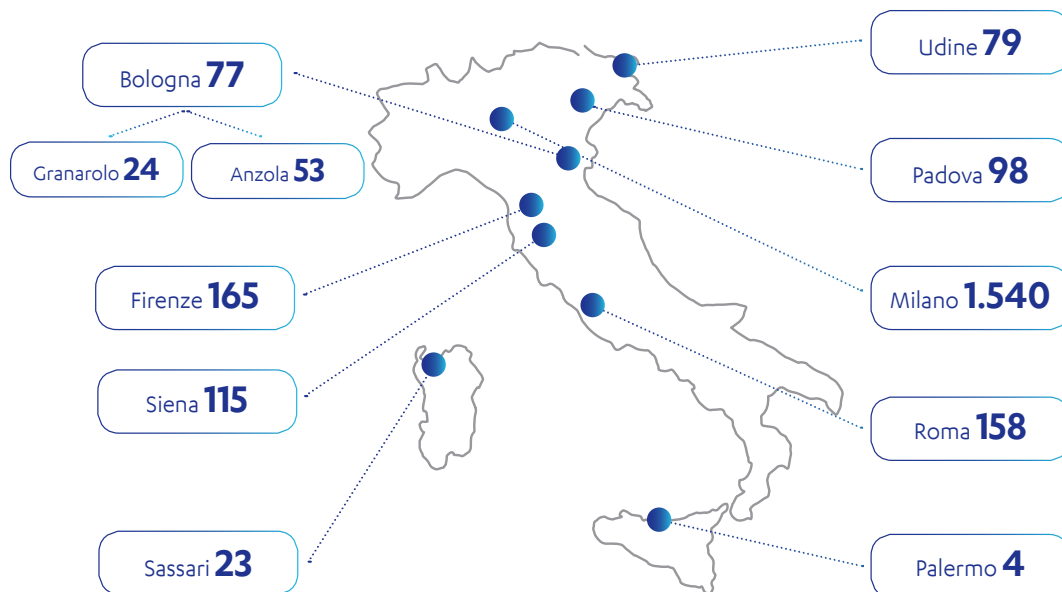 Bologna 77
Granarolo 24
Anzola 53
Firenze 165
Siena 115
Sassari 23
Udine 79
Padova 98
Milano 1.540
Roma 158
Palermo 4